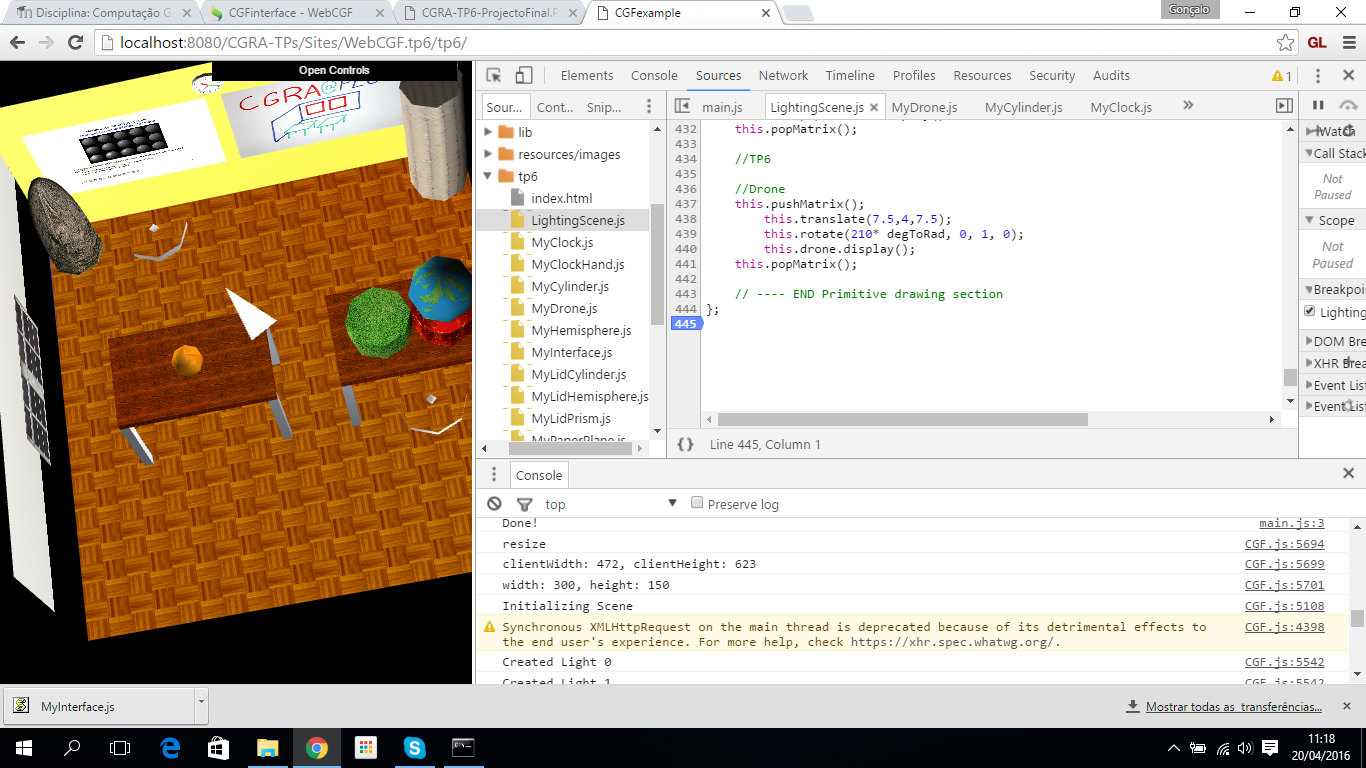 Disciplina: Computação G
CGFinterface - WebCGF
CGRA-TP6-ProjectoFinal.P
CGFexample
Gonçalo
localhost:8080/CGRA-TPs/Sites/WebCGF.tp6/tp6/
GL
Open Controls
CGRA@
Elements Console Sources Network Timeline Profiles Resources Security Audits
1
Sour... Cont... Snip...
main.js LightingScene.js MyDrone.js MyCylinder.js MyClock.js
lib
resources/images
tp6
index.html
LightingScene.js
MyClock.js
MyClockHand.js
MyCylinder.js
MyDrone.js
MyHemisphere.js
MyInterface.js
MyLidCylinder.js
MyLidHemisphere.js
MyLidPrism.js
MyPaperPlane.js
432 this.popMatrix();
433
434 //TP6
435
436 //Drone
437 this.pushMatrix();
438 this.translate(7.5,4,7.5);
439 this.rotate(210* degToRad, 0, 1, 0);
440 this.drone.display();
441 this.popMatrix();
442
443 // ---- END Primitive drawing section
444 };
445
{} Line 445, Column 1
Watch
Call Stack
Not
Paused
Scope
Not
Paused
Breakpoi
Lighting
DOM Bre
XHR Brea
Event List
Event List
Console
top
Preserve log
Done! main.js:3
resize CGF.js:5694
clientWidth: 472, clientHeight: 623 CGF.js:5699
width: 300, height: 150 CGF.js:5701
Initializing Scene CGF.js:5108
Synchronous XMLHttpRequest on the main thread is deprecated because of its detrimental effects to CGF.js:4398
the end user's experience. For more help, check https://xhr.spec.whatwg.org/.
Created Light 0 CGF.js:5542
Created Light 1 CGF.js:5542
MyInterface.js
Mostrar todas as transferências...
11:18
20/04/2016